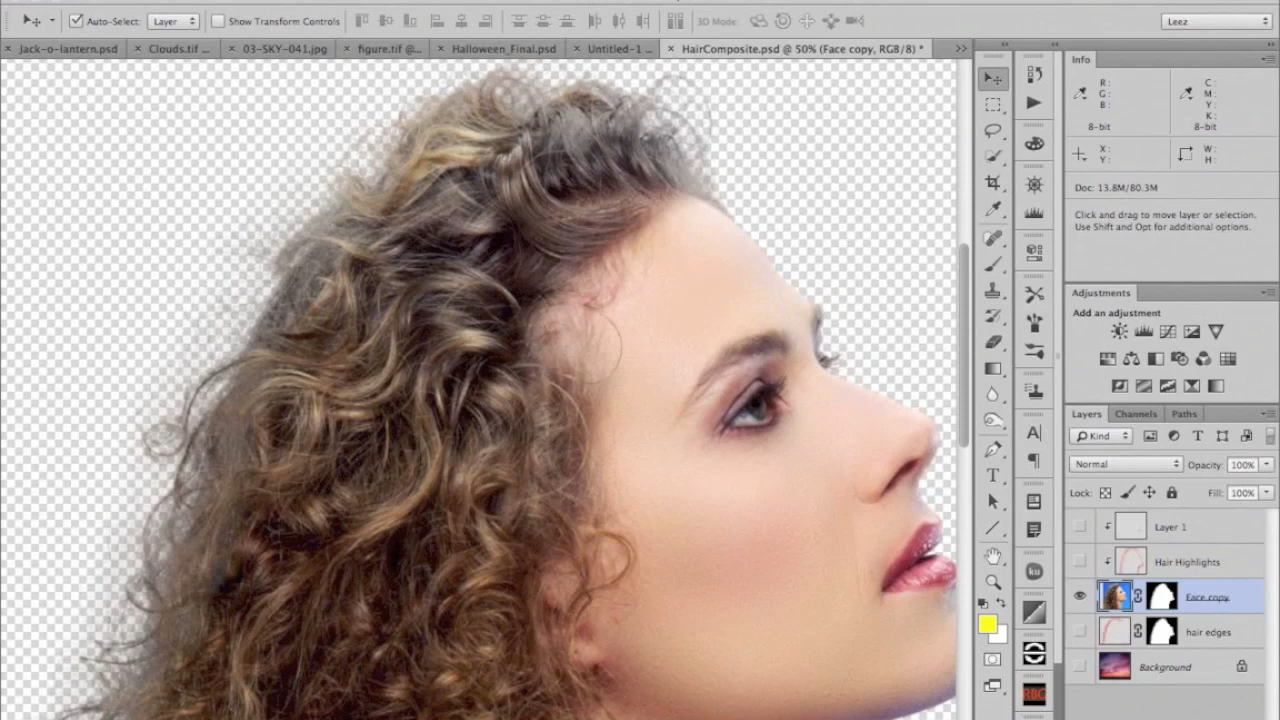 Auto-Select: Layer Show Transform Controls 3D Mode: Leez
Jack-o-lantern.psd Clouds.tif ... 03-SKY-041.jpg figure.tif @... Halloween_Final.psd Untitled-1 ... HairComposite.psd @ 50% (Face copy, RGB/8) *
Info
R: C:
G: M:
B: Y:
K:
8-bit 8-bit
X: W:
Y: H:
Doc: 13.8M/80.3M
Click and drag to move layer or selection.
Use Shift and Opt for additional options.
Adjustments
Add an adjustment
Layers Channels Paths
Kind
Normal Opacity: 100%
Lock: Fill: 100%
Layer 1
Hair Highlights
Face copy
hair edges
Background
ku
RBG